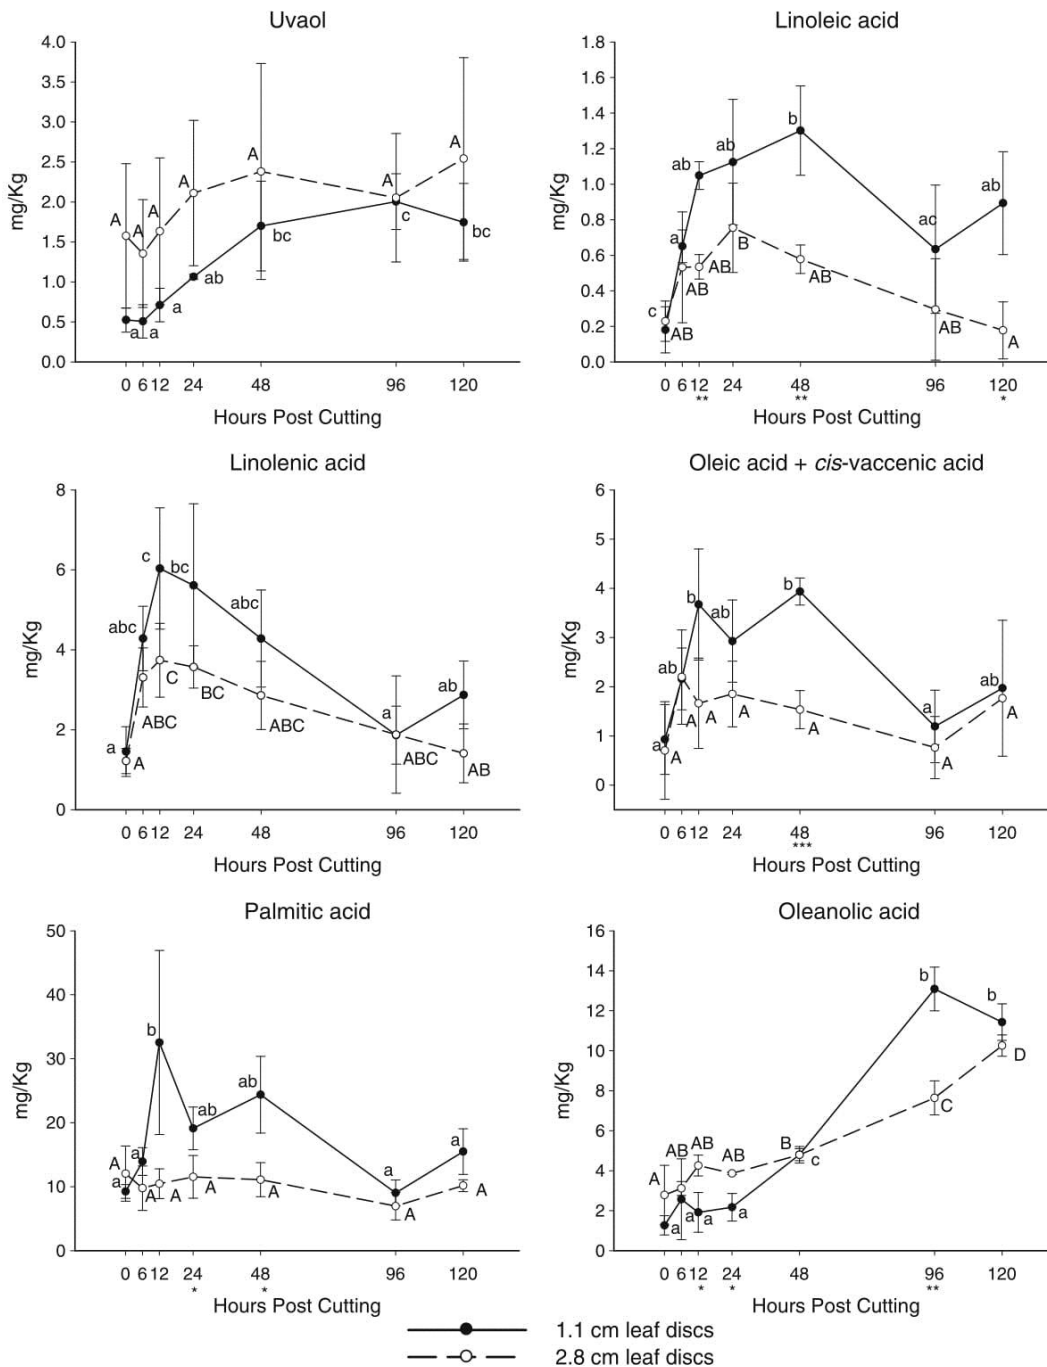 Uvaol
4.0
3.5
3.0
2.5
2.0
1.5
1.0
0.5
0.0
mg/Kg
A
A
A
A
A
A
A
a
a
a
ab
bc
c
bc
0 6 12 24 48 96 120
Hours Post Cutting
Linoleic acid
1.8
1.6
1.4
1.2
1.0
0.8
0.6
0.4
0.2
0.0
mg/Kg
c
a
ab
ab
b
ac
ab
AB
AB
AB
B
AB
AB
A
0 6 12 24 48 96 120
** ** *
Hours Post Cutting
Linolenic acid
8
6
4
2
0
mg/Kg
a
abc
c
bc
abc
a
ab
A
ABC
C
BC
ABC
ABC
AB
0 6 12 24 48 96 120
Hours Post Cutting
Oleic acid + cis-vaccenic acid
6
5
4
3
2
1
0
mg/Kg
a
ab
b
ab
b
a
ab
A
A
A
A
A
A
A
0 6 12 24 48 96 120
***
Hours Post Cutting
Palmitic acid
50
40
30
20
10
0
mg/Kg
a
a
b
ab
ab
a
a
A
A
A
A
A
A
A
0 6 12 24 48 96 120
* *
Hours Post Cutting
Oleanolic acid
16
14
12
10
8
6
4
2
0
mg/Kg
A
AB
AB
AB
B
C
D
a
a
a
a
c
b
b
0 6 12 24 48 96 120
* * **
Hours Post Cutting
1.1 cm leaf discs
2.8 cm leaf discs